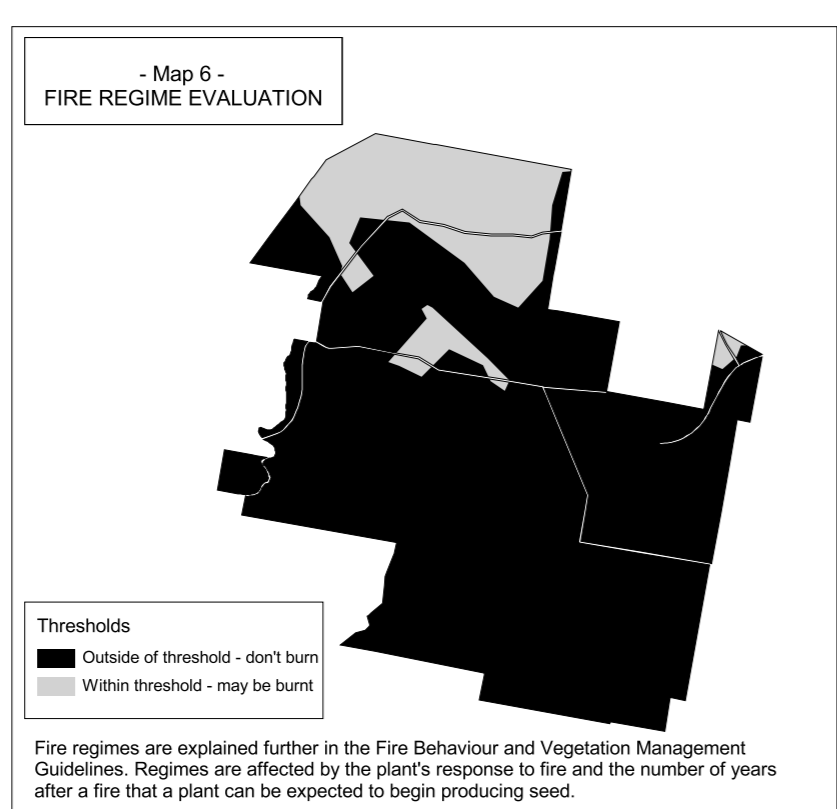 - Map 6 -
FIRE REGIME EVALUATION
Thresholds
Outside of threshold - don't burn
Within threshold - may be burnt
Fire regimes are explained further in the Fire Behaviour and Vegetation Management
Guidelines. Regimes are affected by the plant's response to fire and the number of years
after a fire that a plant can be expected to begin producing seed.